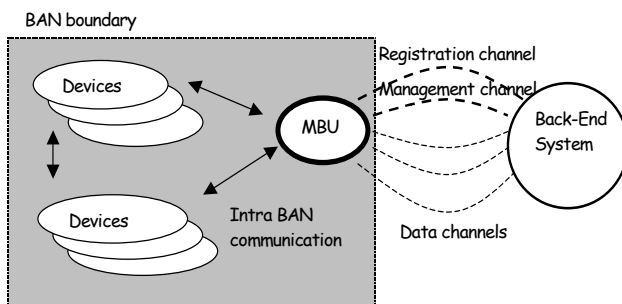 BAN boundary
Registration channel
Devices
Management channel
MBU
Back-End
System
Devices
Intra BAN
communication
Data channels